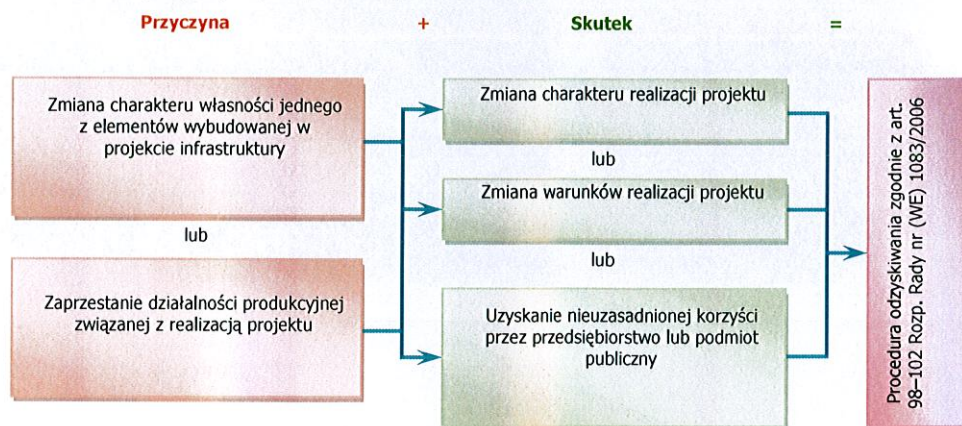 Przyczyna + Skutek =
Zmiana charakteru własności jednego
z elementów wybudowanej w
projekcie infrastruktury
lub
Zaprzestanie działalności produkcyjnej
związanej z realizacją projektu
Zmiana charakteru realizacji projektu
lub
Zmiana warunków realizacji projektu
lub
Uzyskanie nieuzasadnionej korzyści
przez przedsiębiorstwo lub podmiot
publiczny
Procedura odzyskiwania zgodnie z art.
98–102 Rozp. Rady nr (WE) 1083/2006